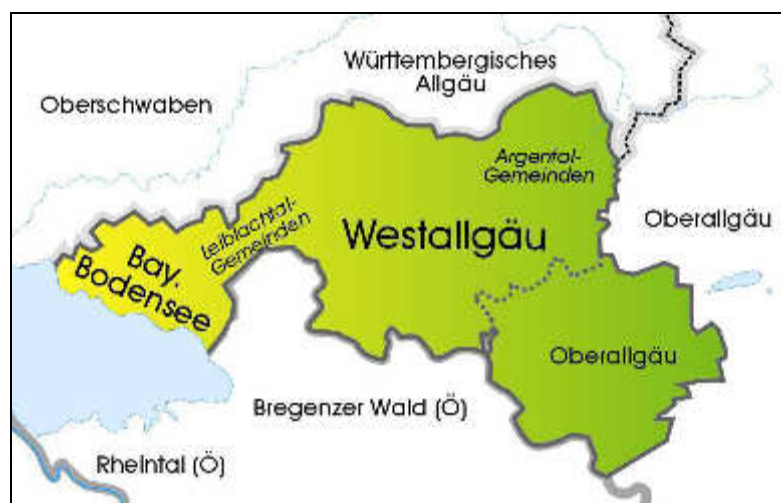 Württembergisches
Allgäu
Oberschwaben
Argental-
Gemeinden
Leiblachtal-
Gemeinden
Oberallgäu
Westallgäu
Bay.
Bodensee
Oberallgäu
Bregenzer Wald (Ö)
Rheintal (Ö)